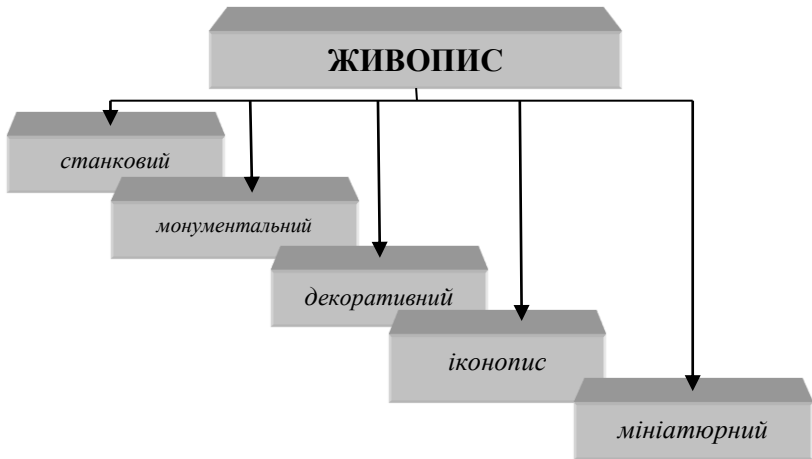 ЖИВОПИС
станковий
монументальний
декоративний
іконопис
мініатюрний